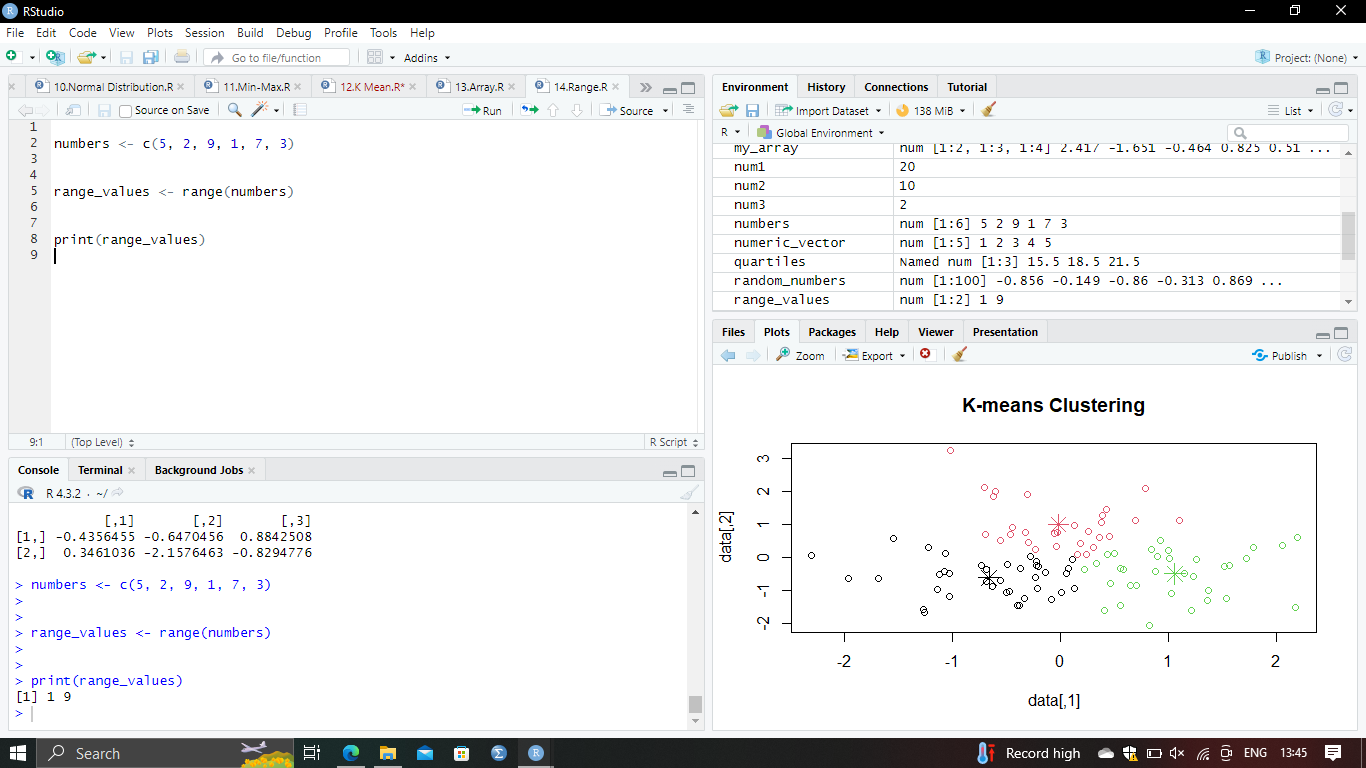 RStudio
File Edit Code View Plots Session Build Debug Profile Tools Help
Go to file/function Addins Project: (None)
10.Normal Distribution.R 11.Min-Max.R 12.K Mean.R* 13.Array.R 14.Range.R
Source on Save Run Source
1
2 numbers <- c(5, 2, 9, 1, 7, 3)
3
4
5 range_values <- range(numbers)
6
7
8 print(range_values)
9
9:1 (Top Level) R Script
Console Terminal Background Jobs
R 4.3.2 · ~/
[,1] [,2] [,3]
[1,] -0.4356455 -0.6470456 0.8842508
[2,] 0.3461036 -2.1576463 -0.8294776
> numbers <- c(5, 2, 9, 1, 7, 3)
>
>
> range_values <- range(numbers)
>
>
> print(range_values)
[1] 1 9
>
Environment History Connections Tutorial
Import Dataset 138 MiB List
R Global Environment
my_array num [1:2, 1:3, 1:4] 2.417 -1.651 -0.464 0.825 0.51 ...
num1 20
num2 10
num3 2
numbers num [1:6] 5 2 9 1 7 3
numeric_vector num [1:5] 1 2 3 4 5
quartiles Named num [1:3] 15.5 18.5 21.5
random_numbers num [1:100] -0.856 -0.149 -0.86 -0.313 0.869 ...
range_values num [1:2] 1 9
Files Plots Packages Help Viewer Presentation
Zoom Export Publish
K-means Clustering
data[,2]
3
2
1
0
-1
-2
-2 -1 0 1 2
data[,1]
Search Record high ENG 13:45